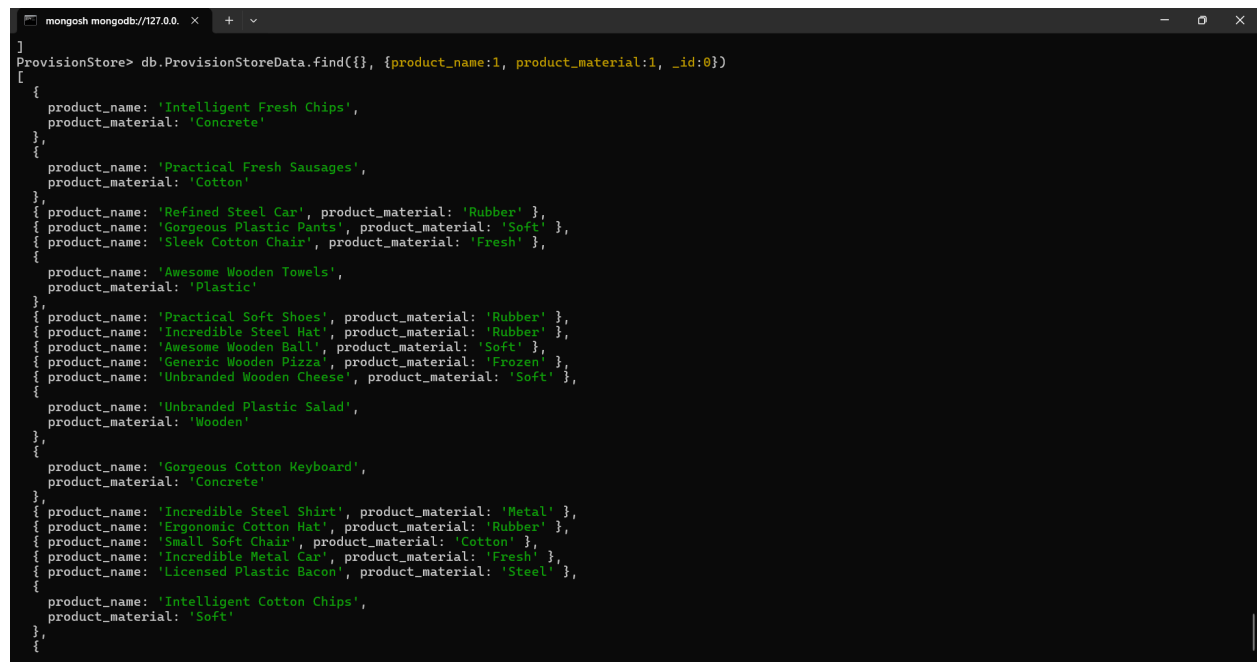 mongosh mongodb://127.0.0.
]
ProvisionStore> db.ProvisionStoreData.find({}, {product_name:1, product_material:1, _id:0})
[
  {
    product_name: 'Intelligent Fresh Chips',
    product_material: 'Concrete'
  },
  {
    product_name: 'Practical Fresh Sausages',
    product_material: 'Cotton'
  },
  { product_name: 'Refined Steel Car', product_material: 'Rubber' },
  { product_name: 'Gorgeous Plastic Pants', product_material: 'Soft' },
  { product_name: 'Sleek Cotton Chair', product_material: 'Fresh' },
  {
    product_name: 'Awesome Wooden Towels',
    product_material: 'Plastic'
  },
  { product_name: 'Practical Soft Shoes', product_material: 'Rubber' },
  { product_name: 'Incredible Steel Hat', product_material: 'Rubber' },
  { product_name: 'Awesome Wooden Ball', product_material: 'Soft' },
  { product_name: 'Generic Wooden Pizza', product_material: 'Frozen' },
  { product_name: 'Unbranded Wooden Cheese', product_material: 'Soft' },
  {
    product_name: 'Unbranded Plastic Salad',
    product_material: 'Wooden'
  },
  {
    product_name: 'Gorgeous Cotton Keyboard',
    product_material: 'Concrete'
  },
  { product_name: 'Incredible Steel Shirt', product_material: 'Metal' },
  { product_name: 'Ergonomic Cotton Hat', product_material: 'Rubber' },
  { product_name: 'Small Soft Chair', product_material: 'Cotton' },
  { product_name: 'Incredible Metal Car', product_material: 'Fresh' },
  { product_name: 'Licensed Plastic Bacon', product_material: 'Steel' },
  {
    product_name: 'Intelligent Cotton Chips',
    product_material: 'Soft'
  },
  {